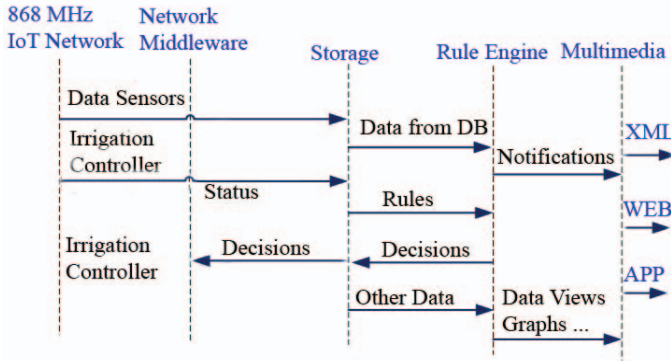 868 MHz
IoT Network
Network
Middleware
Storage
Rule Engine
Multimedia
Data Sensors
Data from DB
XML
Irrigation
Controller
Notifications
Status
Rules
WEB
Irrigation
Controller
Decisions
Decisions
APP
Other Data
Data Views
Graphs ...